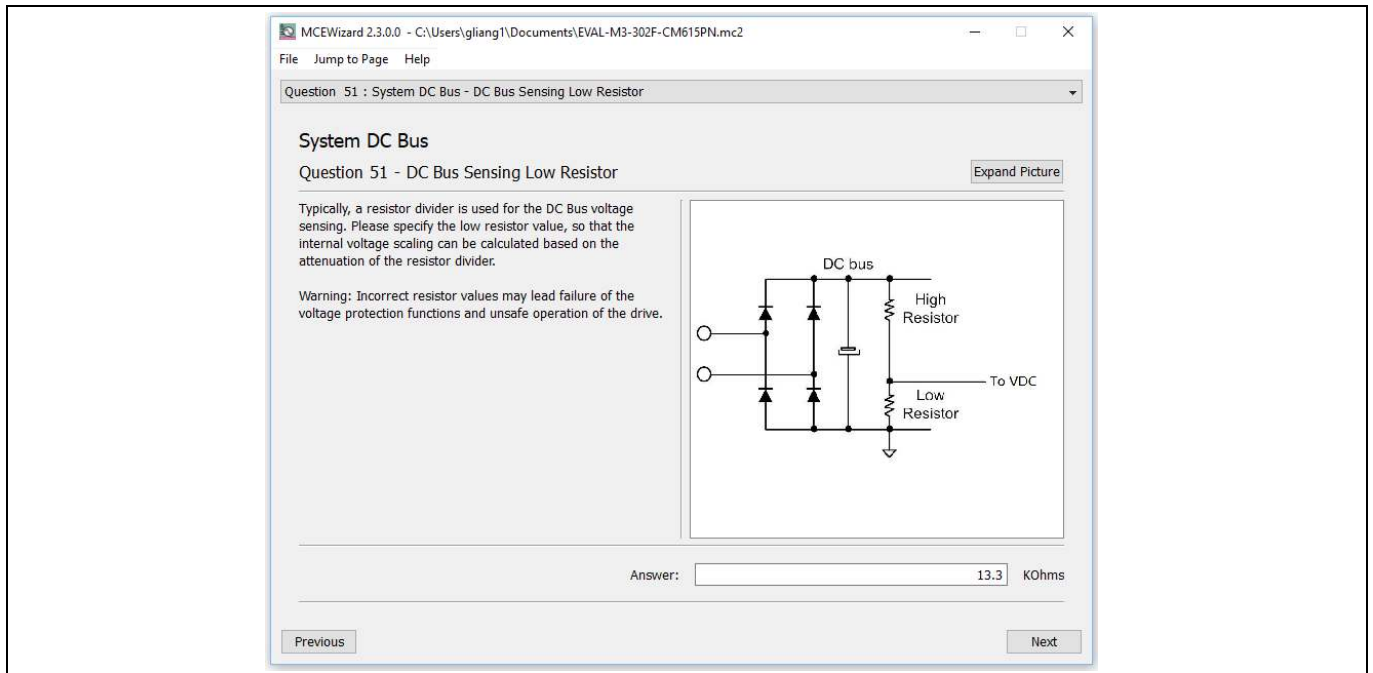 MCEWizard 2.3.0.0 - C:\Users\gliang1\Documents\EVAL-M3-302F-CM615PN.mc2
File Jump to Page Help
Question 51 : System DC Bus - DC Bus Sensing Low Resistor
System DC Bus
Question 51 - DC Bus Sensing Low Resistor
Expand Picture
Typically, a resistor divider is used for the DC Bus voltage
sensing. Please specify the low resistor value, so that the
internal voltage scaling can be calculated based on the
attenuation of the resistor divider.
Warning: Incorrect resistor values may lead failure of the
voltage protection functions and unsafe operation of the drive.
DC bus
High
Resistor
To VDC
Low
Resistor
Answer: 13.3 KOhms
Previous Next